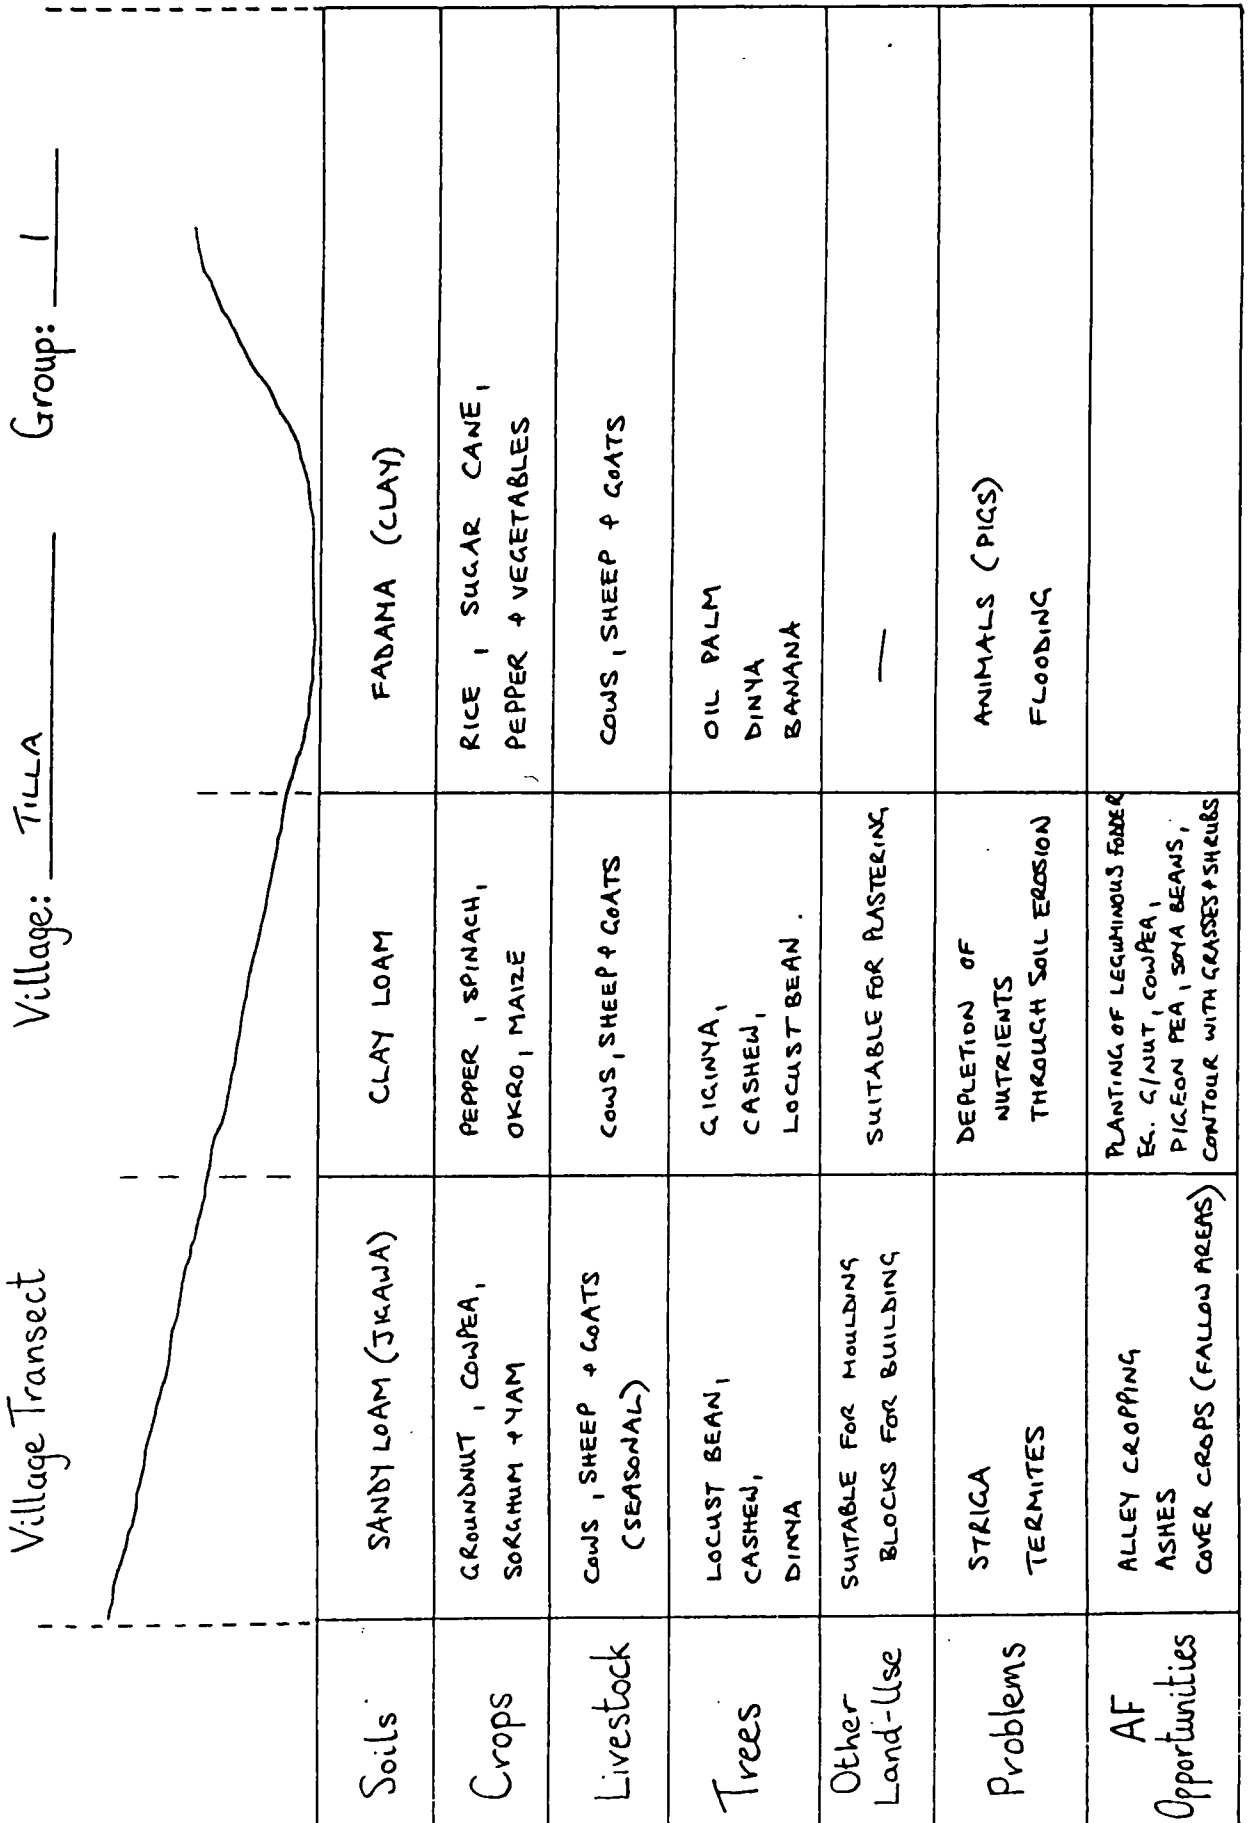 Village Transect Village: TILLA Group: 1
Soils
SANDY LOAM (JIGAWA)
CLAY LOAM
FADAMA (CLAY)
Crops
GROUNDNUT, COWPEA,
SORGHUM + YAM
PEPPER, SPINACH,
OKRO, MAIZE
RICE, SUGAR CANE,
PEPPER + VEGETABLES
Livestock
COWS, SHEEP + GOATS
(SEASONAL)
COWS, SHEEP + GOATS
COWS, SHEEP + GOATS
Trees
LOCUST BEAN,
CASHEW,
DINYA
GIGINYA,
CASHEW,
LOCUST BEAN.
OIL PALM
DINYA
BANANA
Other
Land-Use
SUITABLE FOR MOULDING
BLOCKS FOR BUILDING
SUITABLE FOR PLASTERING
—
Problems
STRIGA
TERMITES
DEPLETION OF
NUTRIENTS
THROUGH SOIL EROSION
ANIMALS (PIGS)
FLOODING
AF
Opportunities
ALLEY CROPPING
ASHES
COVER CROPS (FALLOW AREAS)
PLANTING OF LEGUMINOUS FODDER
EG. G/NUT, COWPEA,
PIGEON PEA, SOYA BEANS,
CONTOUR WITH GRASSES + SHRUBS